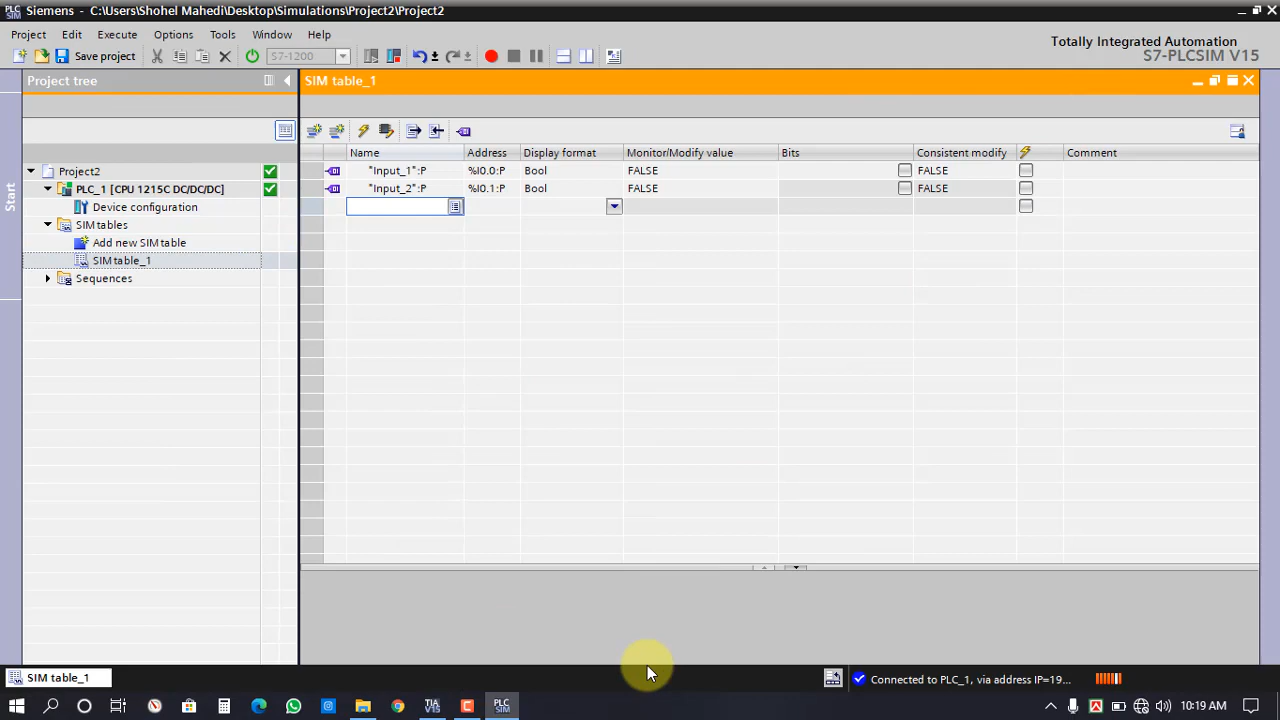 Siemens - C:\Users\Shohel Mahedi\Desktop\Simulations\Project2\Project2
Project Edit Execute Options Tools Window Help
Totally Integrated Automation
S7-PLCSIM V15
Save project
S7-1200
Project tree
SIM table_1
Start
Name Address Display format Monitor/Modify value Bits Consistent modify Comment
"Input_1":P %I0.0:P Bool FALSE FALSE
"Input_2":P %I0.1:P Bool FALSE FALSE
Project2
PLC_1 [CPU 1215C DC/DC/DC]
Device configuration
SIM tables
Add new SIM table
SIM table_1
Sequences
SIM table_1
Connected to PLC_1, via address IP=19...
TIA
V15
PLC
SIM
10:19 AM